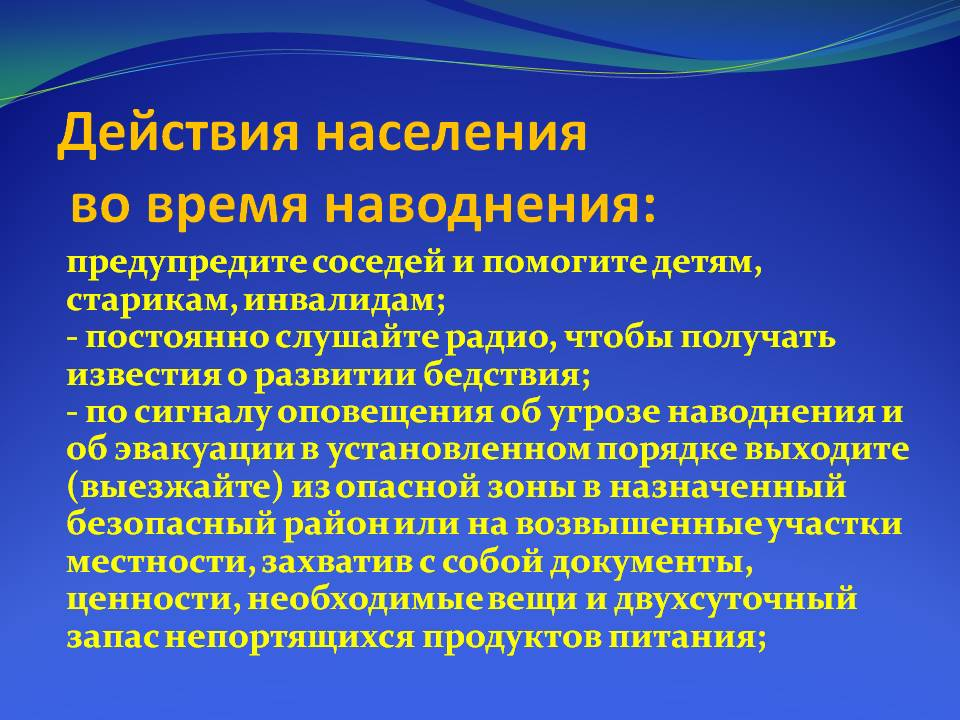 Действия населения
во время наводнения:
предупредите соседей и помогите детям,
старикам, инвалидам;
- постоянно слушайте радио, чтобы получать
известия о развитии бедствия;
- по сигналу оповещения об угрозе наводнения и
об эвакуации в установленном порядке выходите
(выезжайте) из опасной зоны в назначенный
безопасный район или на возвышенные участки
местности, захватив с собой документы,
ценности, необходимые вещи и двухсуточный
запас непортящихся продуктов питания;